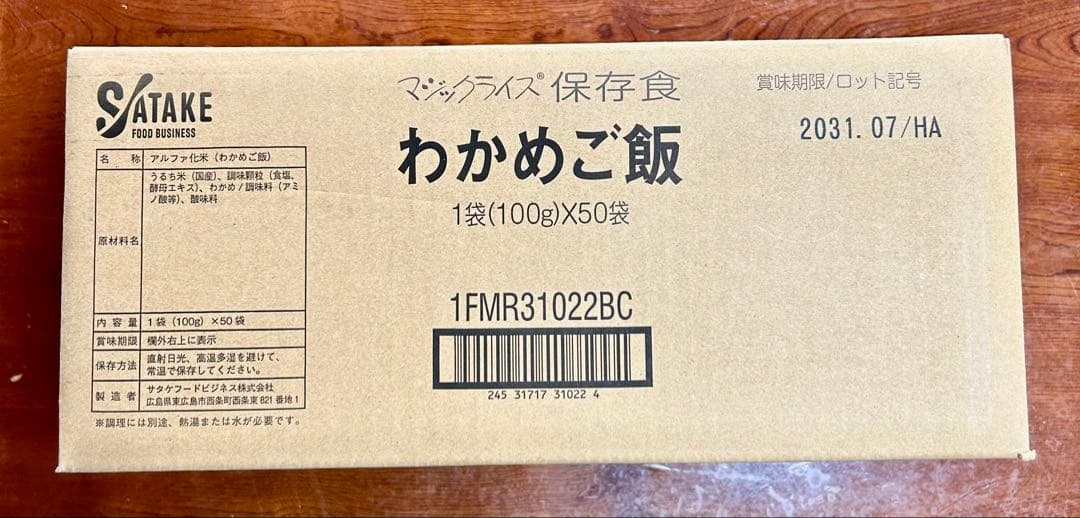 SATAKE
FOOD BUSINESS
マジックライス® 保存食
わかめご飯
1袋(100g)X50袋
賞味期限/ロット記号
2031.07/HA
名称 アルファ化米（わかめご飯）
原材料名 うるち米（国産）、調味顆粒（食塩、
酵母エキス）、わかめ / 調味料（アミ
ノ酸等）、酸味料
内容量 1袋（100g）×50袋
賞味期限 欄外右上に表示
保存方法 直射日光、高温多湿を避けて、
常温で保存してください。
製造者 サタケフードビジネス株式会社
広島県東広島市西条町西条東821番地1
※調理には別途、熱湯または水が必要です。
1FMR31022BC
245 31717 31022 4